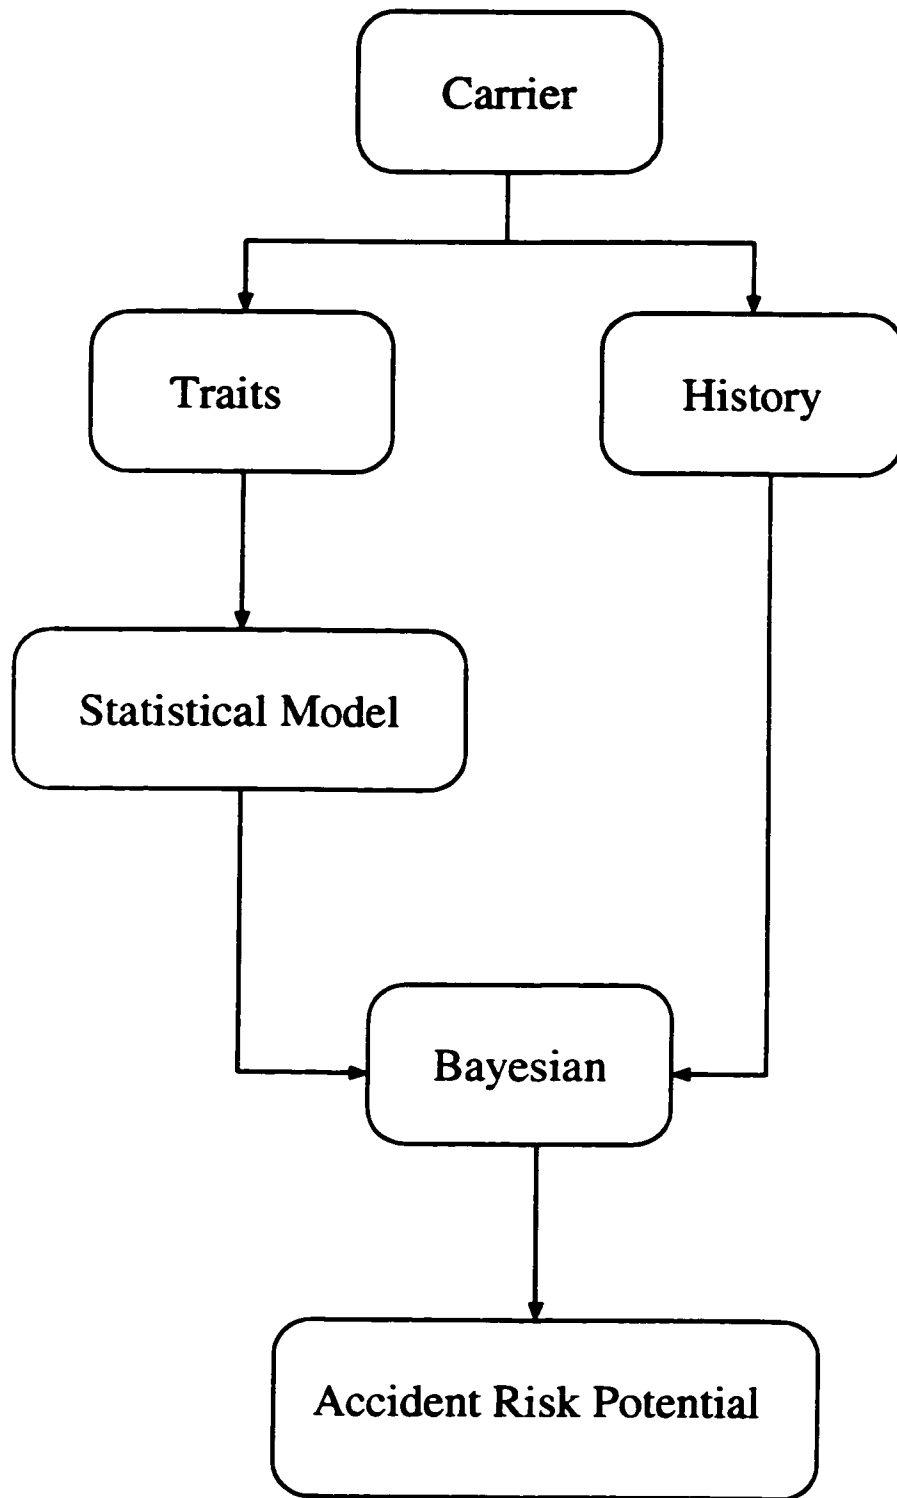 Carrier
Traits
History
Statistical Model
Bayesian
Accident Risk Potential